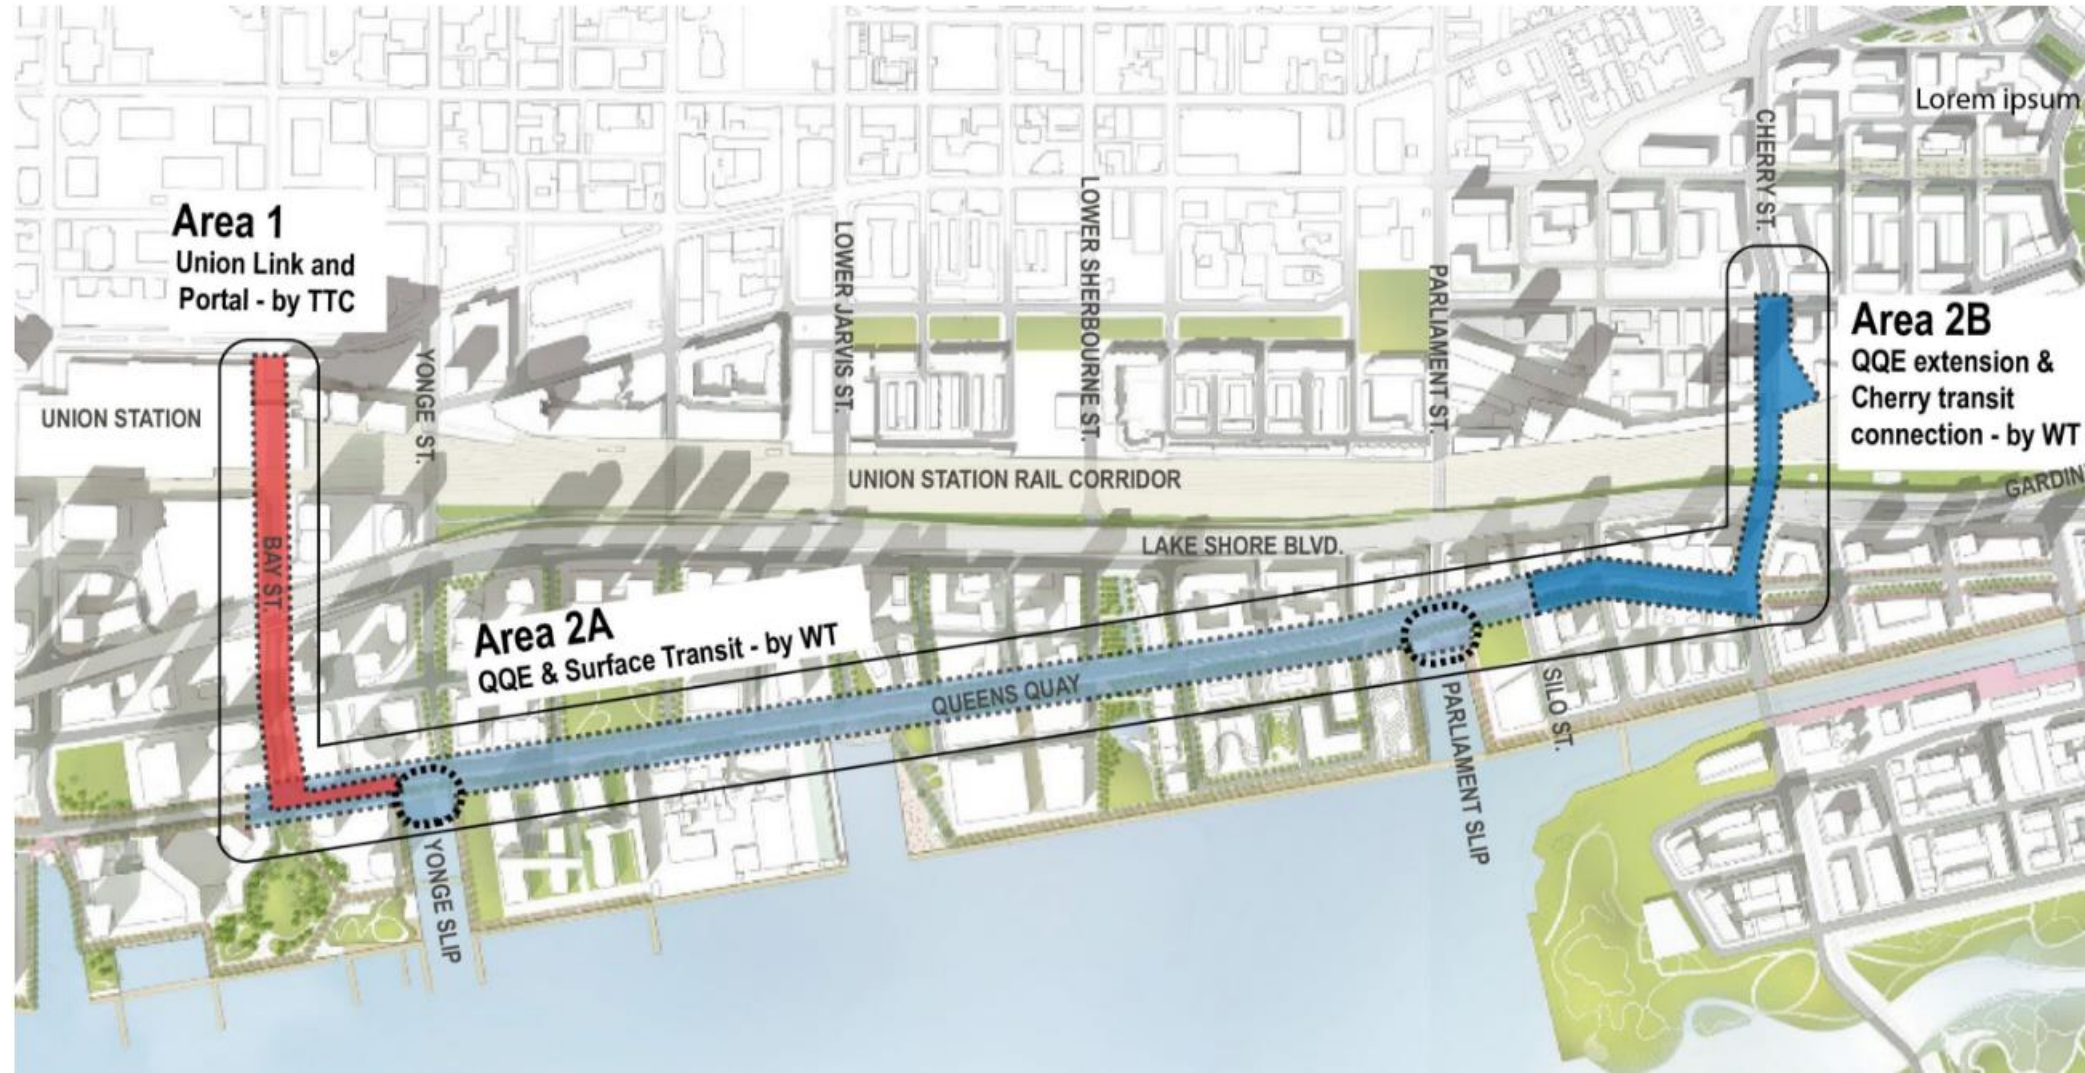 Lorem ipsum
CHERRY ST.
Area 1
Union Link and
Portal - by TTC
LOWER JARVIS ST.
LOWER SHERBOURNE ST.
PARLIAMENT ST.
Area 2B
QQE extension &
Cherry transit
connection - by WT
YONGE ST.
UNION STATION
UNION STATION RAIL CORRIDOR
GARDIN
LAKE SHORE BLVD.
BAY ST.
Area 2A
QQE & Surface Transit - by WT
QUEENS QUAY
SILO ST.
PARLIAMENT SLIP
YONGE SLIP